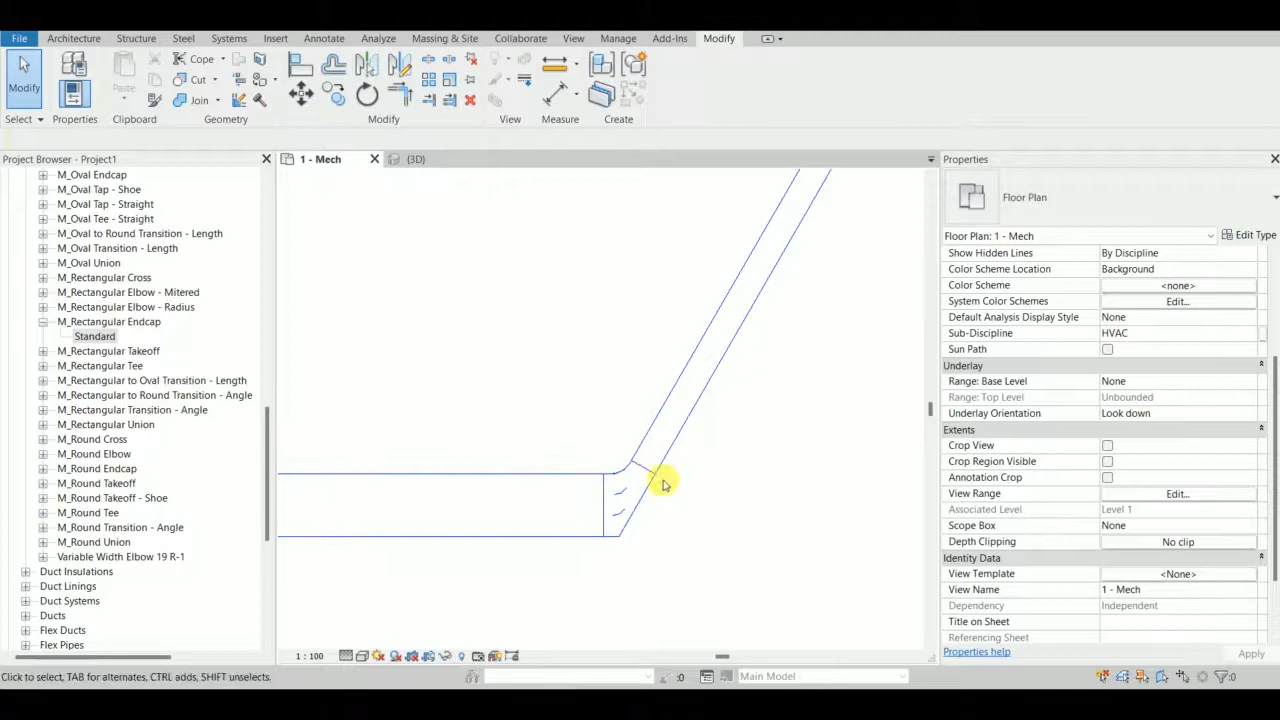 File Architecture Structure Steel Systems Insert Annotate Analyze Massing & Site Collaborate View Manage Add-Ins Modify
Modify
Paste
Cope
Cut
Join
Select Properties Clipboard Geometry Modify View Measure Create
Project Browser - Project1
1 - Mech
{3D}
Properties
M_Oval Endcap
M_Oval Tap - Shoe
M_Oval Tap - Straight
M_Oval Tee - Straight
M_Oval to Round Transition - Length
M_Oval Transition - Length
M_Oval Union
M_Rectangular Cross
M_Rectangular Elbow - Mitered
M_Rectangular Elbow - Radius
M_Rectangular Endcap
Standard
M_Rectangular Takeoff
M_Rectangular Tee
M_Rectangular to Oval Transition - Length
M_Rectangular to Round Transition - Angle
M_Rectangular Transition - Angle
M_Rectangular Union
M_Round Cross
M_Round Elbow
M_Round Endcap
M_Round Takeoff
M_Round Takeoff - Shoe
M_Round Tee
M_Round Transition - Angle
M_Round Union
Variable Width Elbow 19 R-1
Duct Insulations
Duct Linings
Duct Systems
Ducts
Flex Ducts
Flex Pipes
Floor Plan
Floor Plan: 1 - Mech Edit Type
Show Hidden Lines By Discipline
Color Scheme Location Background
Color Scheme <none>
System Color Schemes Edit...
Default Analysis Display Style None
Sub-Discipline HVAC
Sun Path
Underlay
Range: Base Level None
Range: Top Level Unbounded
Underlay Orientation Look down
Extents
Crop View
Crop Region Visible
Annotation Crop
View Range Edit...
Associated Level Level 1
Scope Box None
Depth Clipping No clip
Identity Data
View Template <None>
View Name 1 - Mech
Dependency Independent
Title on Sheet
Referencing Sheet
Properties help Apply
1 : 100
Click to select, TAB for alternates, CTRL adds, SHIFT unselects.
:0
Main Model
:0